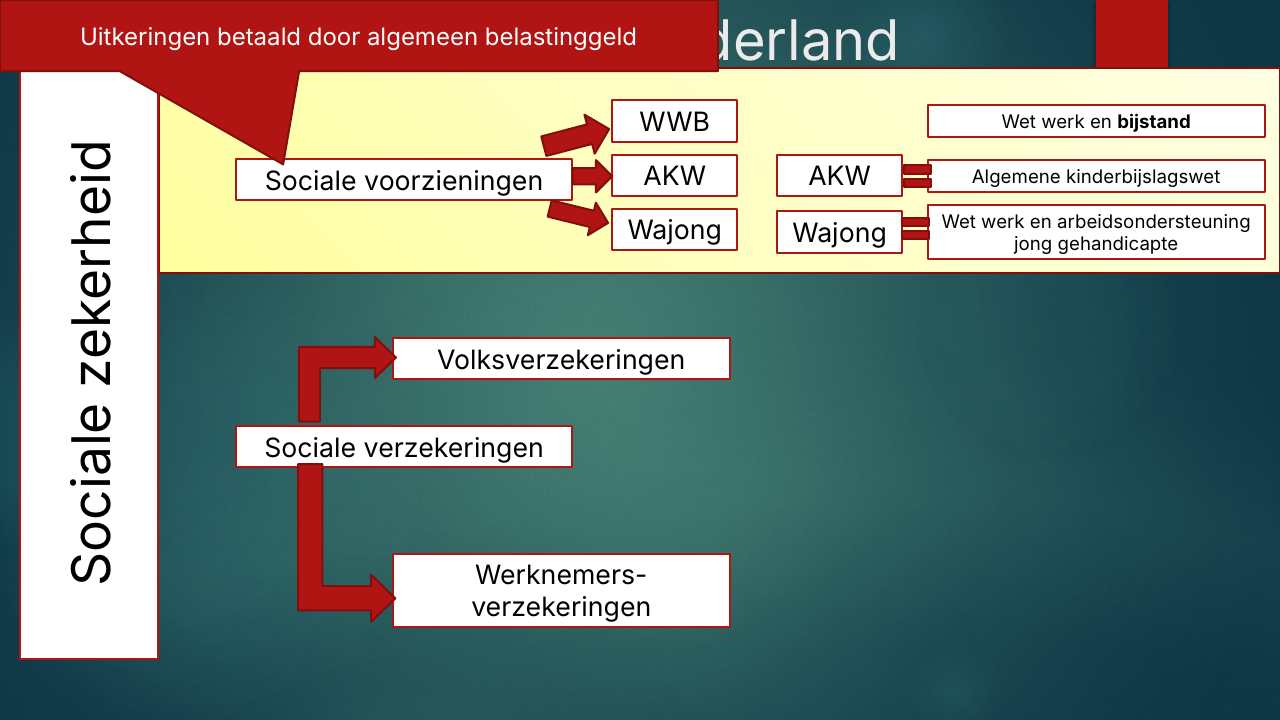 Uitkeringen betaald door algemeen belastinggeld
derland
Sociale zekerheid
Sociale voorzieningen
WWB
AKW
Wajong
AKW
Wajong
Wet werk en bijstand
Algemene kinderbijslagswet
Wet werk en arbeidsondersteuning
jong gehandicapte
Volksverzekeringen
Sociale verzekeringen
Werknemers-
verzekeringen